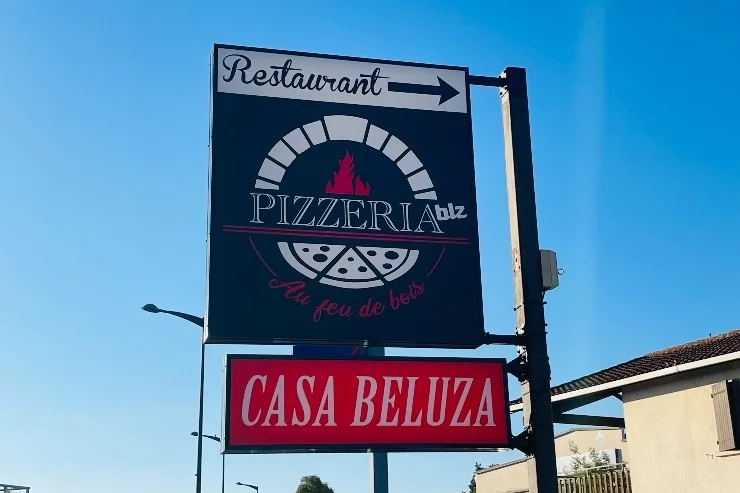 Restaurant
PIZZERIA blz
Au feu de bois
CASA BELUZA